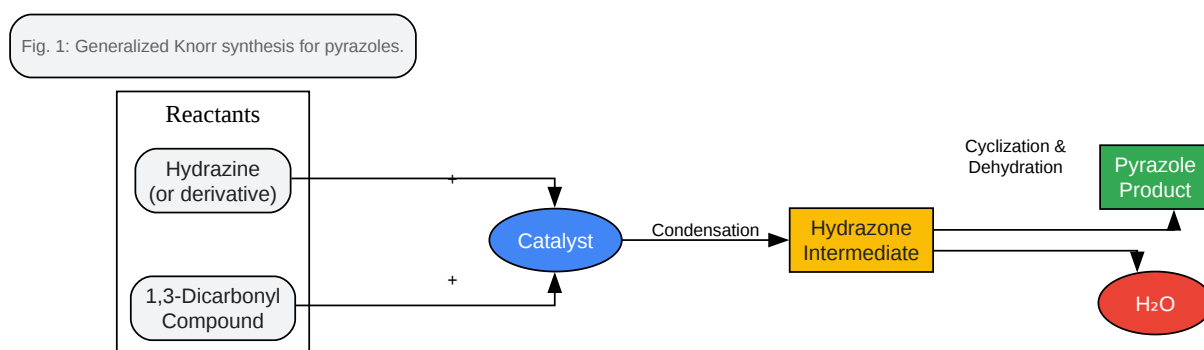 Fig. 1: Generalized Knorr synthesis for pyrazoles.
Reactants
Hydrazine
(or derivative)
+
1,3-Dicarbonyl
Compound
+
Catalyst
Condensation
Hydrazone
Intermediate
Cyclization &
Dehydration
Pyrazole
Product
H₂O